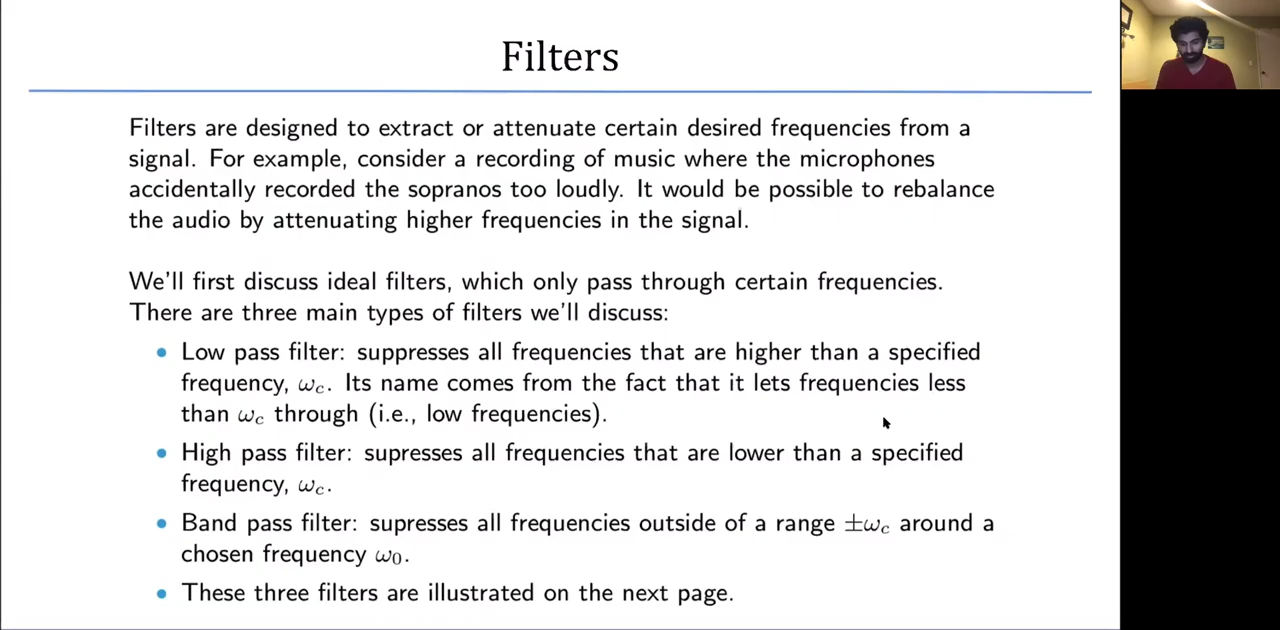 Filters
Filters are designed to extract or attenuate certain desired frequencies from a
signal. For example, consider a recording of music where the microphones
accidentally recorded the sopranos too loudly. It would be possible to rebalance
the audio by attenuating higher frequencies in the signal.
We'll first discuss ideal filters, which only pass through certain frequencies.
There are three main types of filters we'll discuss:
• Low pass filter: suppresses all frequencies that are higher than a specified
frequency, ω_c. Its name comes from the fact that it lets frequencies less
than ω_c through (i.e., low frequencies).
• High pass filter: supresses all frequencies that are lower than a specified
frequency, ω_c.
• Band pass filter: supresses all frequencies outside of a range ±ω_c around a
chosen frequency ω₀.
• These three filters are illustrated on the next page.